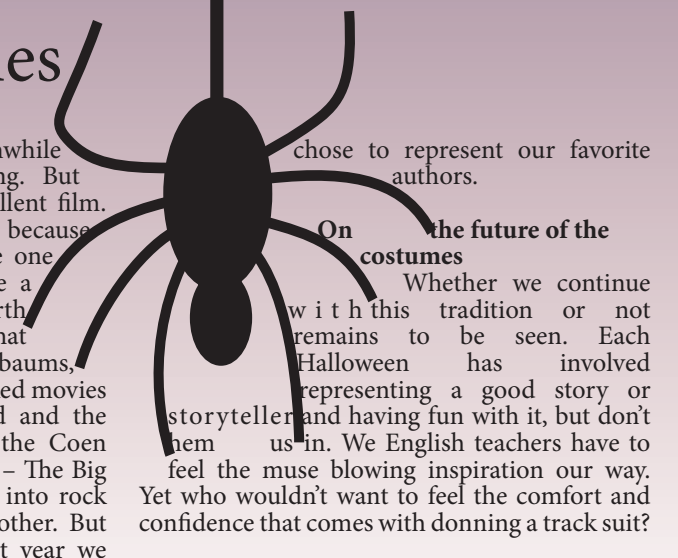 es
while
ng. But
llent film.
because
one
a
hat
baums,
ed movies
and the
the Coen
– The Big
into rock
other. But
year we
chose to represent our favorite
authors.
On the future of the
costumes
Whether we continue
with this tradition or not
remains to be seen. Each
Halloween has involved
representing a good story or
storyteller and having fun with it, but don't
hem us in. We English teachers have to
feel the muse blowing inspiration our way.
Yet who wouldn't want to feel the comfort and
confidence that comes with donning a track suit?